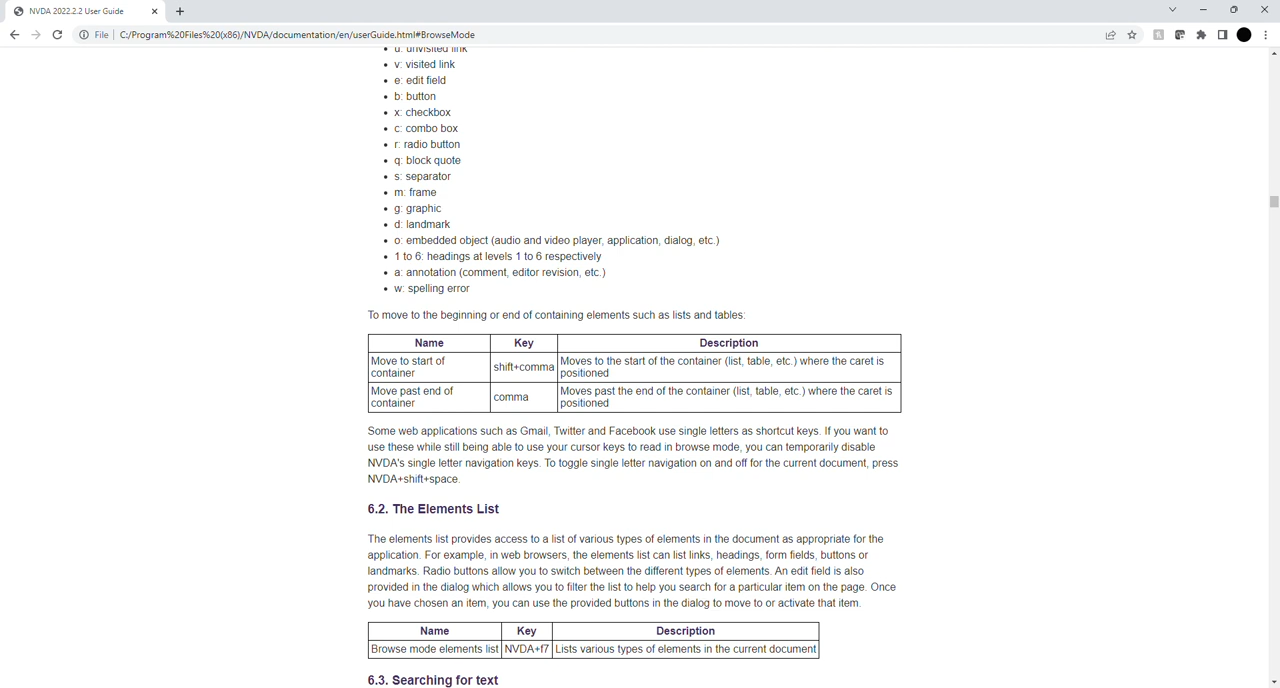 NVDA 2022.2.2 User Guide
File | C:/Program%20Files%20(x86)/NVDA/documentation/en/userGuide.html#BrowseMode
u: unvisited link
v: visited link
e: edit field
b: button
x: checkbox
c: combo box
r: radio button
q: block quote
s: separator
m: frame
g: graphic
d: landmark
o: embedded object (audio and video player, application, dialog, etc.)
1 to 6: headings at levels 1 to 6 respectively
a: annotation (comment, editor revision, etc.)
w: spelling error
To move to the beginning or end of containing elements such as lists and tables:
Name Key Description
Move to start of container shift+comma Moves to the start of the container (list, table, etc.) where the caret is positioned
Move past end of container comma Moves past the end of the container (list, table, etc.) where the caret is positioned
Some web applications such as Gmail, Twitter and Facebook use single letters as shortcut keys. If you want to
use these while still being able to use your cursor keys to read in browse mode, you can temporarily disable
NVDA's single letter navigation keys. To toggle single letter navigation on and off for the current document, press
NVDA+shift+space.
6.2. The Elements List
The elements list provides access to a list of various types of elements in the document as appropriate for the
application. For example, in web browsers, the elements list can list links, headings, form fields, buttons or
landmarks. Radio buttons allow you to switch between the different types of elements. An edit field is also
provided in the dialog which allows you to filter the list to help you search for a particular item on the page. Once
you have chosen an item, you can use the provided buttons in the dialog to move to or activate that item.
Name Key Description
Browse mode elements list NVDA+f7 Lists various types of elements in the current document
6.3. Searching for text